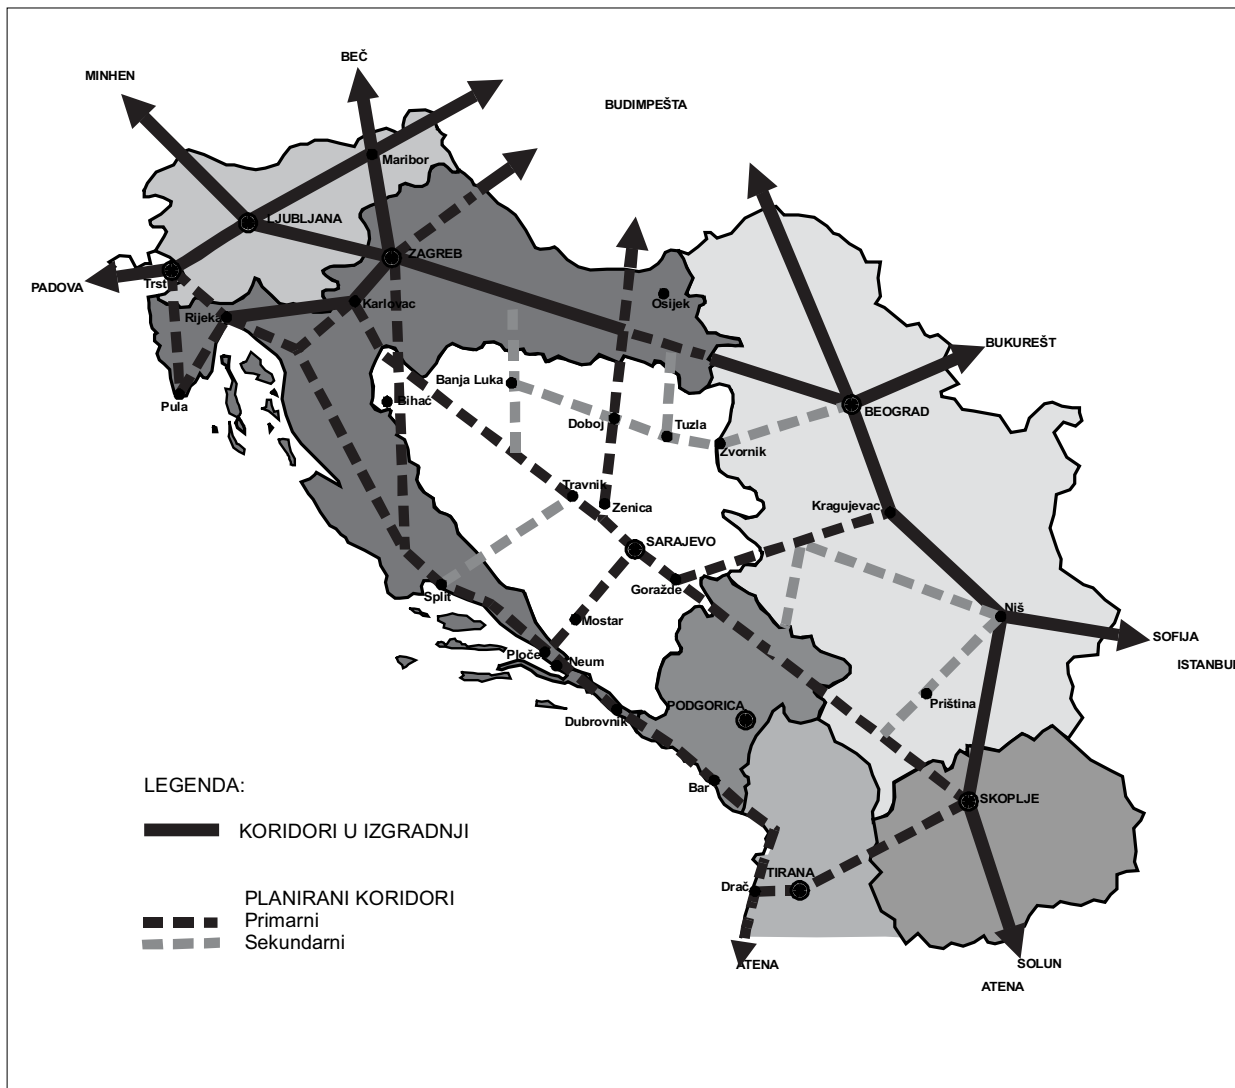 BEČ
MINHEN
BUDIMPEŠTA
Maribor
LJUBLJANA
ZAGREB
PADOVA
Trst
Rijeka
Karlovac
Osijek
BUKUREŠT
Banja Luka
Pula
Bihać
Doboj
Tuzla
BEOGRAD
Zvornik
Travnik
Zenica
Kragujevac
SARAJEVO
Goražde
Split
Niš
Mostar
SOFIJA
Ploče
Neum
ISTANBUL
Priština
PODGORICA
Dubrovnik
LEGENDA:
Bar
SKOPLJE
KORIDORI U IZGRADNJI
TIRANA
Drač
PLANIRANI KORIDORI
Primarni
Sekundarni
ATENA
SOLUN
ATENA